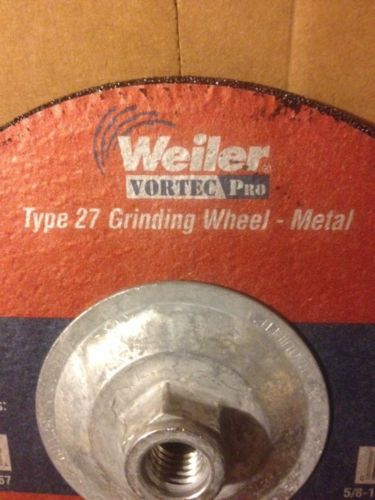 Weiler®
VORTEC PRO
Type 27 Grinding Wheel - Metal